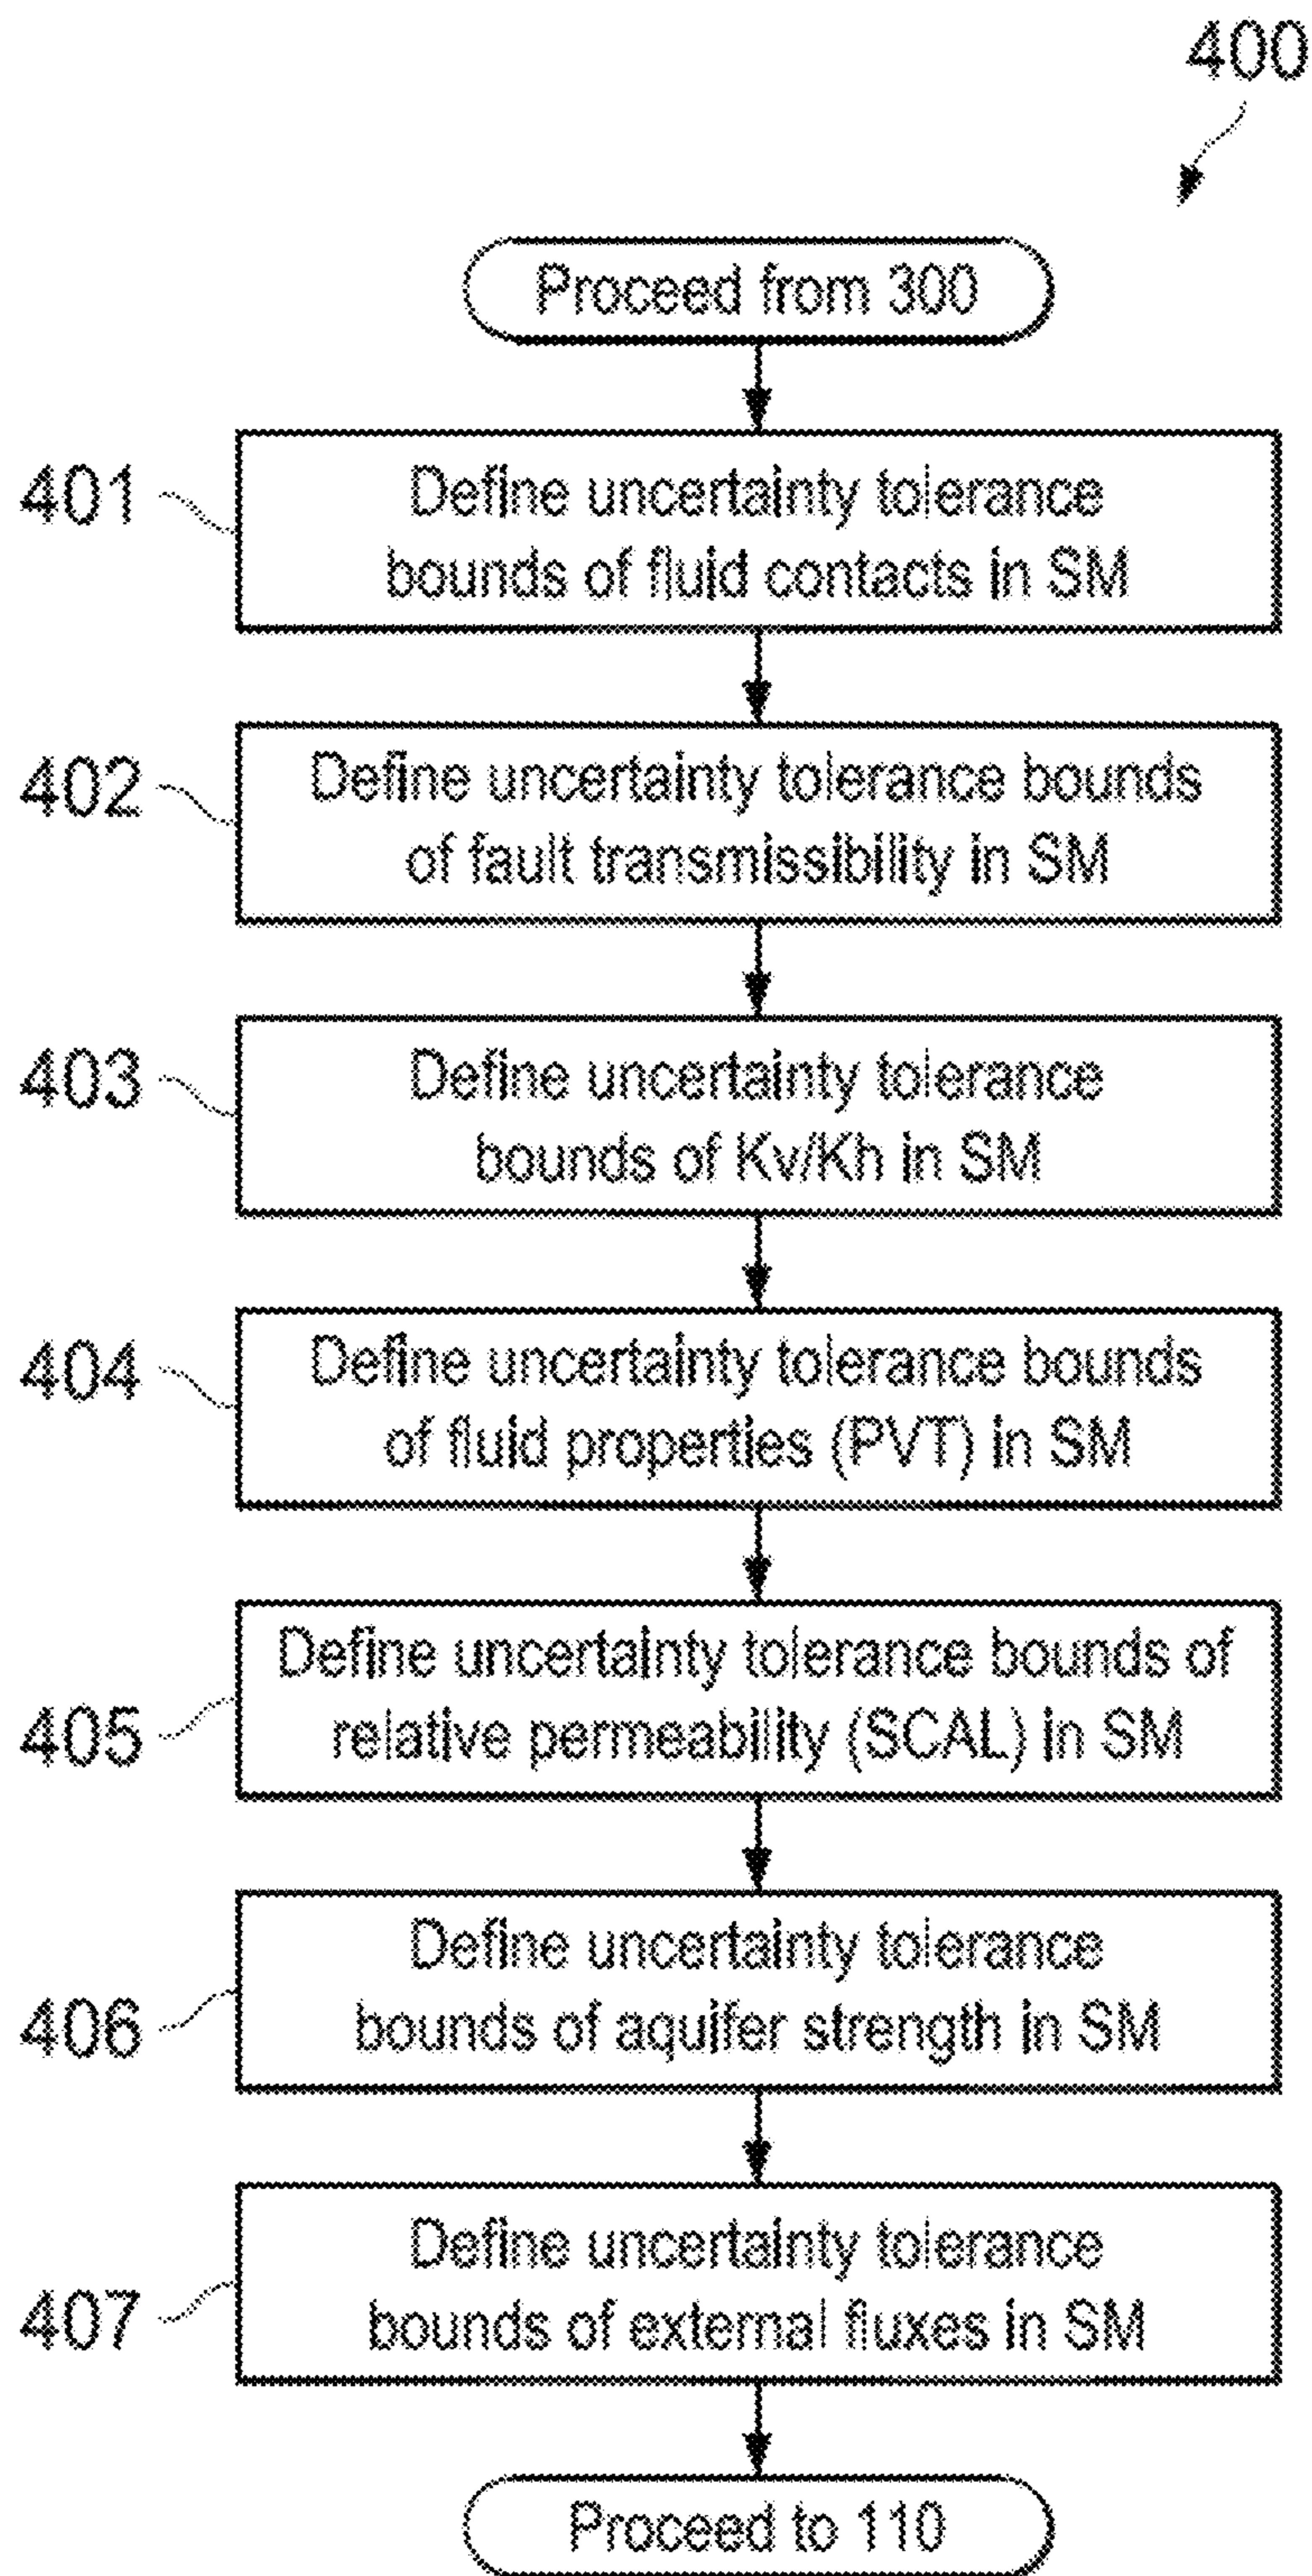 400
Proceed from 300
401
Define uncertainty tolerance
bounds of fluid contacts in SM
402
Define uncertainty tolerance bounds
of fault transmissibility in SM
403
Define uncertainty tolerance
bounds of Kv/Kh in SM
404
Define uncertainty tolerance bounds
of fluid properties (PVT) in SM
405
Define uncertainty tolerance bounds of
relative permeability (SCAL) in SM
406
Define uncertainty tolerance
bounds of aquifer strength in SM
407
Define uncertainty tolerance
bounds of external fluxes in SM
Proceed to 110